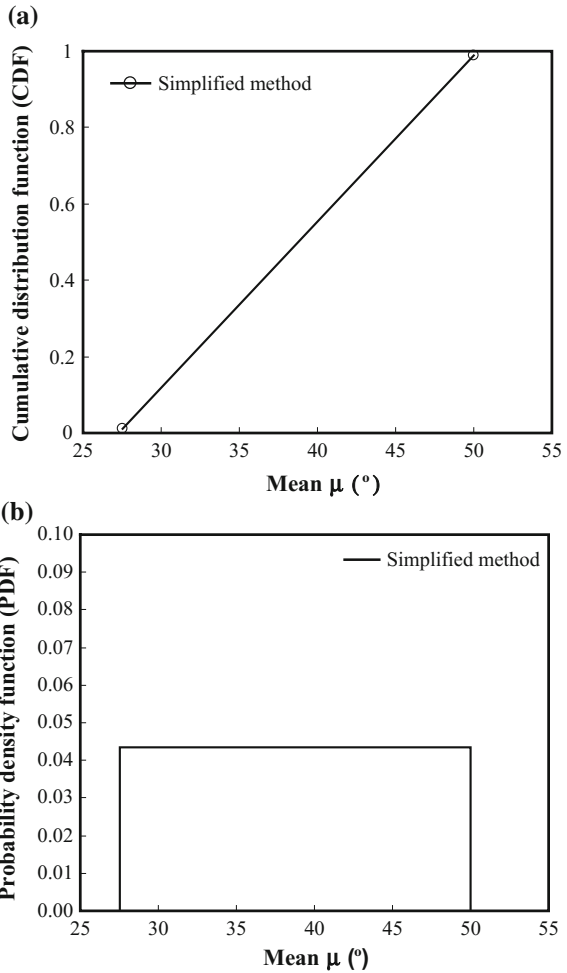 (a)
Cumulative distribution function (CDF)
1
0.8
0.6
0.4
0.2
0
Simplified method
25 30 35 40 45 50 55
Mean μ (°)
(b)
Probability density function (PDF)
0.10
0.09
0.08
0.07
0.06
0.05
0.04
0.03
0.02
0.01
0.00
Simplified method
25 30 35 40 45 50 55
Mean μ (°)